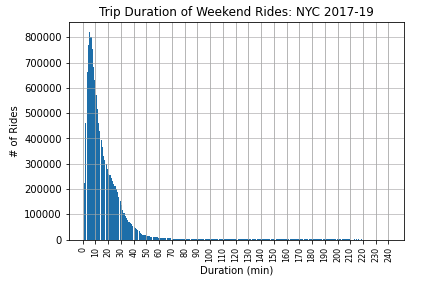 Trip Duration of Weekend Rides: NYC 2017-19
# of Rides
800000
700000
600000
500000
400000
300000
200000
100000
0
0 10 20 30 40 50 60 70 80 90 100 110 120 130 140 150 160 170 180 190 200 210 220 230 240
Duration (min)